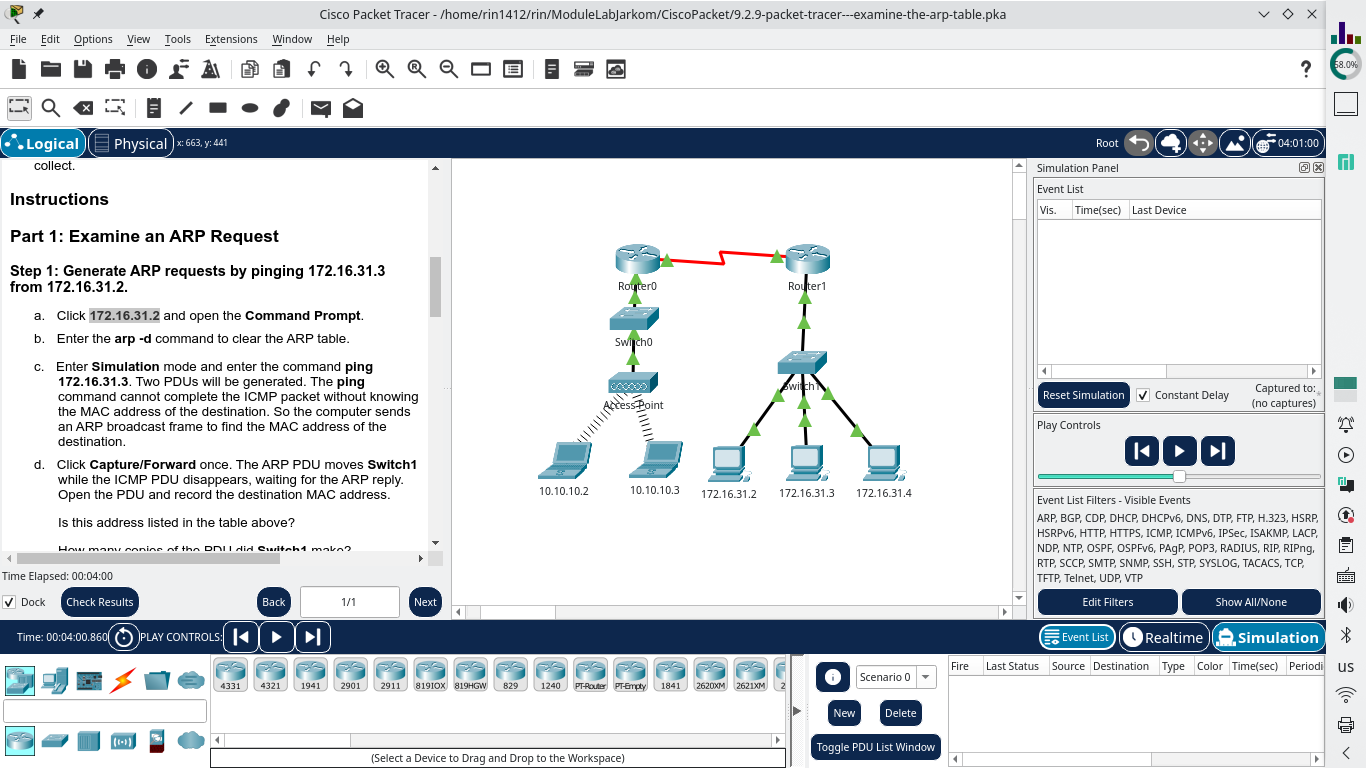 Cisco Packet Tracer - /home/rin1412/rin/ModuleLabJarkom/CiscoPacket/9.2.9-packet-tracer---examine-the-arp-table.pka
File Edit Options View Tools Extensions Window Help
58.0%
Logical Physical x: 663, y: 441 Root 04:01:00
collect.
Instructions
Part 1: Examine an ARP Request
Step 1: Generate ARP requests by pinging 172.16.31.3
from 172.16.31.2.
a. Click 172.16.31.2 and open the Command Prompt.
b. Enter the arp -d command to clear the ARP table.
c. Enter Simulation mode and enter the command ping
172.16.31.3. Two PDUs will be generated. The ping
command cannot complete the ICMP packet without knowing
the MAC address of the destination. So the computer sends
an ARP broadcast frame to find the MAC address of the
destination.
d. Click Capture/Forward once. The ARP PDU moves Switch1
while the ICMP PDU disappears, waiting for the ARP reply.
Open the PDU and record the destination MAC address.
Is this address listed in the table above?
How many copies of the PDU did Switch1 make?
Time Elapsed: 00:04:00
Dock Check Results Back 1/1 Next
Router0 Router1
Switch0
Switch1
Access Point
10.10.10.2 10.10.10.3 172.16.31.2 172.16.31.3 172.16.31.4
Simulation Panel
Event List
Vis. Time(sec) Last Device
Reset Simulation Constant Delay Captured to:
(no captures)
Play Controls
Event List Filters - Visible Events
ARP, BGP, CDP, DHCP, DHCPv6, DNS, DTP, FTP, H.323, HSRP,
HSRPv6, HTTP, HTTPS, ICMP, ICMPv6, IPSec, ISAKMP, LACP,
NDP, NTP, OSPF, OSPFv6, PAgP, POP3, RADIUS, RIP, RIPng,
RTP, SCCP, SMTP, SNMP, SSH, STP, SYSLOG, TACACS, TCP,
TFTP, Telnet, UDP, VTP
Edit Filters Show All/None
Time: 00:04:00.860 PLAY CONTROLS: Event List Realtime Simulation
4331 4321 1941 2901 2911 819IOX 819HGW 829 1240 PT-Router PT-Empty 1841 2620XM 2621XM 2
(Select a Device to Drag and Drop to the Workspace)
Scenario 0
New Delete
Toggle PDU List Window
Fire Last Status Source Destination Type Color Time(sec) Periodi
us